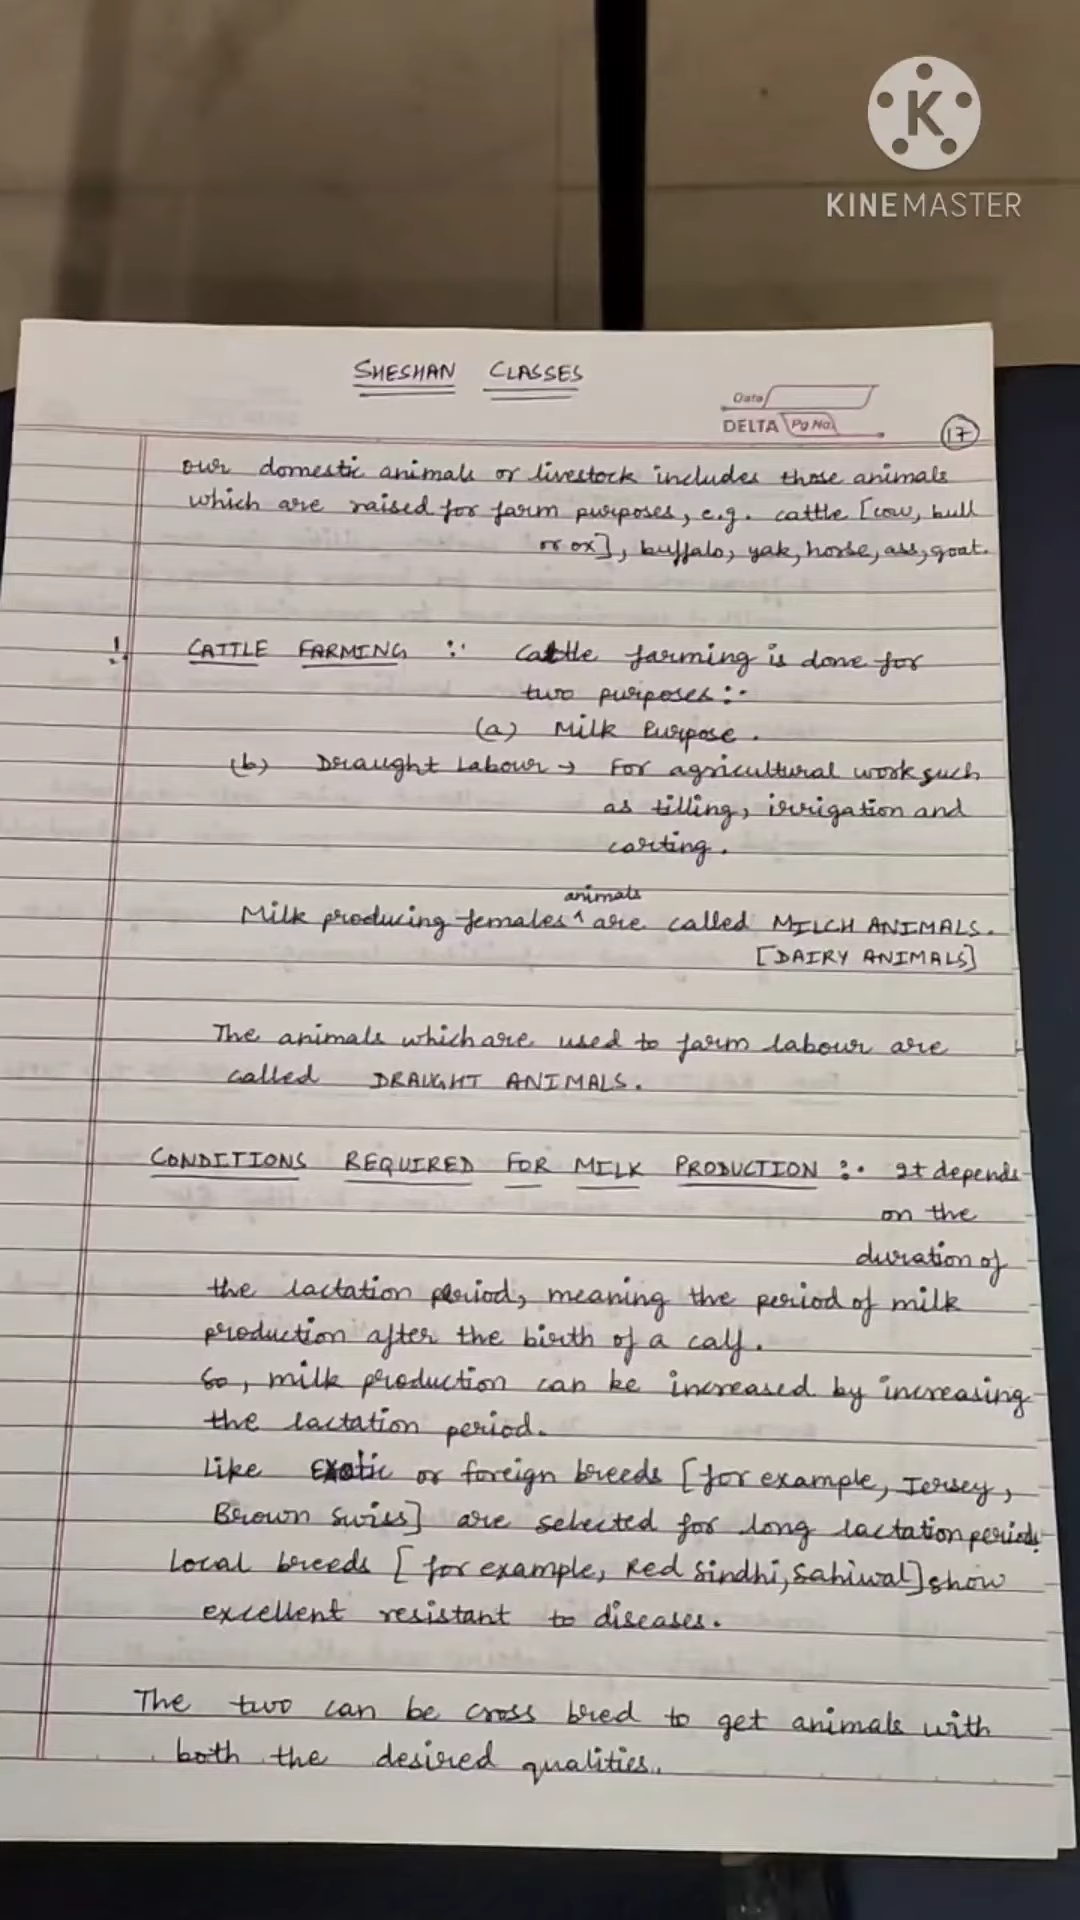 K
KINEMASTER
SHESHAN CLASSES
Date
DELTA Pg No.
17
Our domestic animals or livestock includes those animals
which are raised for farm purposes, e.g. cattle [cow, bull
or ox], buffalo, yak, horse, ass, goat.
1. CATTLE FARMING :- Cattle farming is done for
two purposes :-
(a) Milk Purpose.
(b) Draught Labour → For agricultural work such
as tilling, irrigation and
carting.
animals
Milk producing females ^ are called MILCH ANIMALS.
[DAIRY ANIMALS]
The animals which are used to farm labour are
called DRAUGHT ANIMALS.
CONDITIONS REQUIRED FOR MILK PRODUCTION :- It depends
on the
duration of
the lactation period, meaning the period of milk
production after the birth of a calf.
So, milk production can be increased by increasing
the lactation period.
Like Exotic or foreign breeds [for example, Jersey,
Brown Swiss] are selected for long lactation periods.
Local breeds [for example, Red Sindhi, Sahiwal] show
excellent resistant to diseases.
The two can be cross bred to get animals with
both the desired qualities.